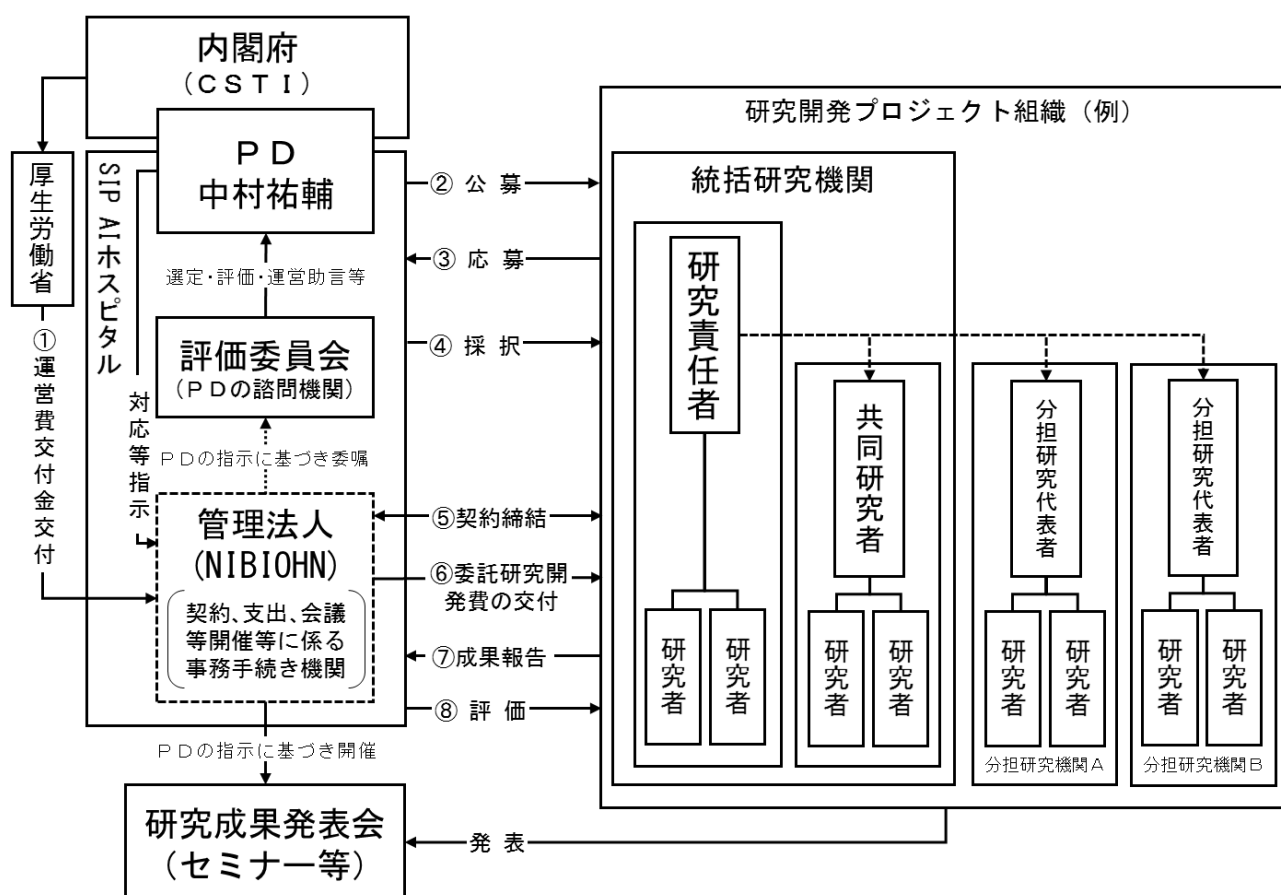 内閣府
(CSTI)
PD
中村祐輔
厚生労働省
SIP AIホスピタル
選定・評価・運営助言等
評価委員会
(PDの諮問機関)
対応等指示
①運営費交付金交付
PDの指示に基づき委嘱
管理法人
(NIBIOHN)
契約、支出、会議
等開催等に係る
事務手続き機関
PDの指示に基づき開催
研究成果発表会
(セミナー等)
② 公 募
③ 応 募
④ 採 択
⑤契約締結
⑥委託研究開
発費の交付
⑦成果報告
⑧ 評 価
発 表
研究開発プロジェクト組織(例)
統括研究機関
研究責任者
研究者
研究者
共同研究者
研究者
研究者
分担研究代表者
研究者
研究者
分担研究機関A
分担研究代表者
研究者
研究者
分担研究機関B